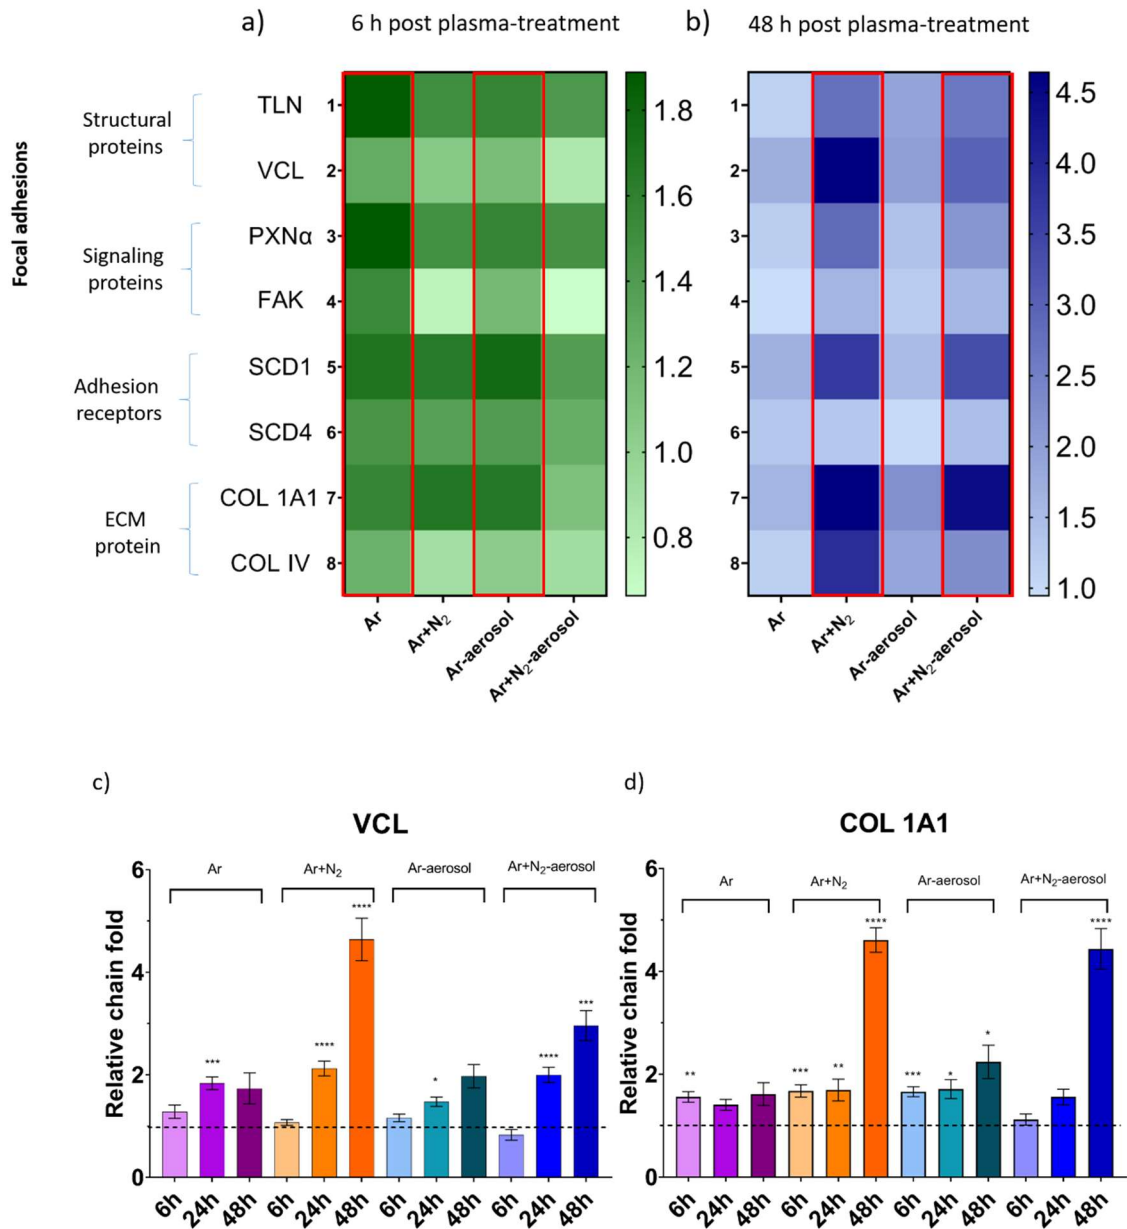 a) 6 h post plasma-treatment
b) 48 h post plasma-treatment
Focal adhesions
Structural
proteins
Signaling
proteins
Adhesion
receptors
ECM
protein
TLN 1
VCL 2
PXNα 3
FAK 4
SCD1 5
SCD4 6
COL 1A1 7
COL IV 8
1.8
1.6
1.4
1.2
1.0
0.8
Ar
Ar+N₂
Ar-aerosol
Ar+N₂-aerosol
1
2
3
4
5
6
7
8
4.5
4.0
3.5
3.0
2.5
2.0
1.5
1.0
Ar
Ar+N₂
Ar-aerosol
Ar+N₂-aerosol
c)
VCL
Relative chain fold
6
4
2
0
Ar
Ar+N₂
Ar-aerosol
Ar+N₂-aerosol
***
****
****
*
****
***
6h 24h 48h 6h 24h 48h 6h 24h 48h 6h 24h 48h
d)
COL 1A1
Relative chain fold
6
4
2
0
Ar
Ar+N₂
Ar-aerosol
Ar+N₂-aerosol
**
***
**
****
***
*
*
****
6h 24h 48h 6h 24h 48h 6h 24h 48h 6h 24h 48h